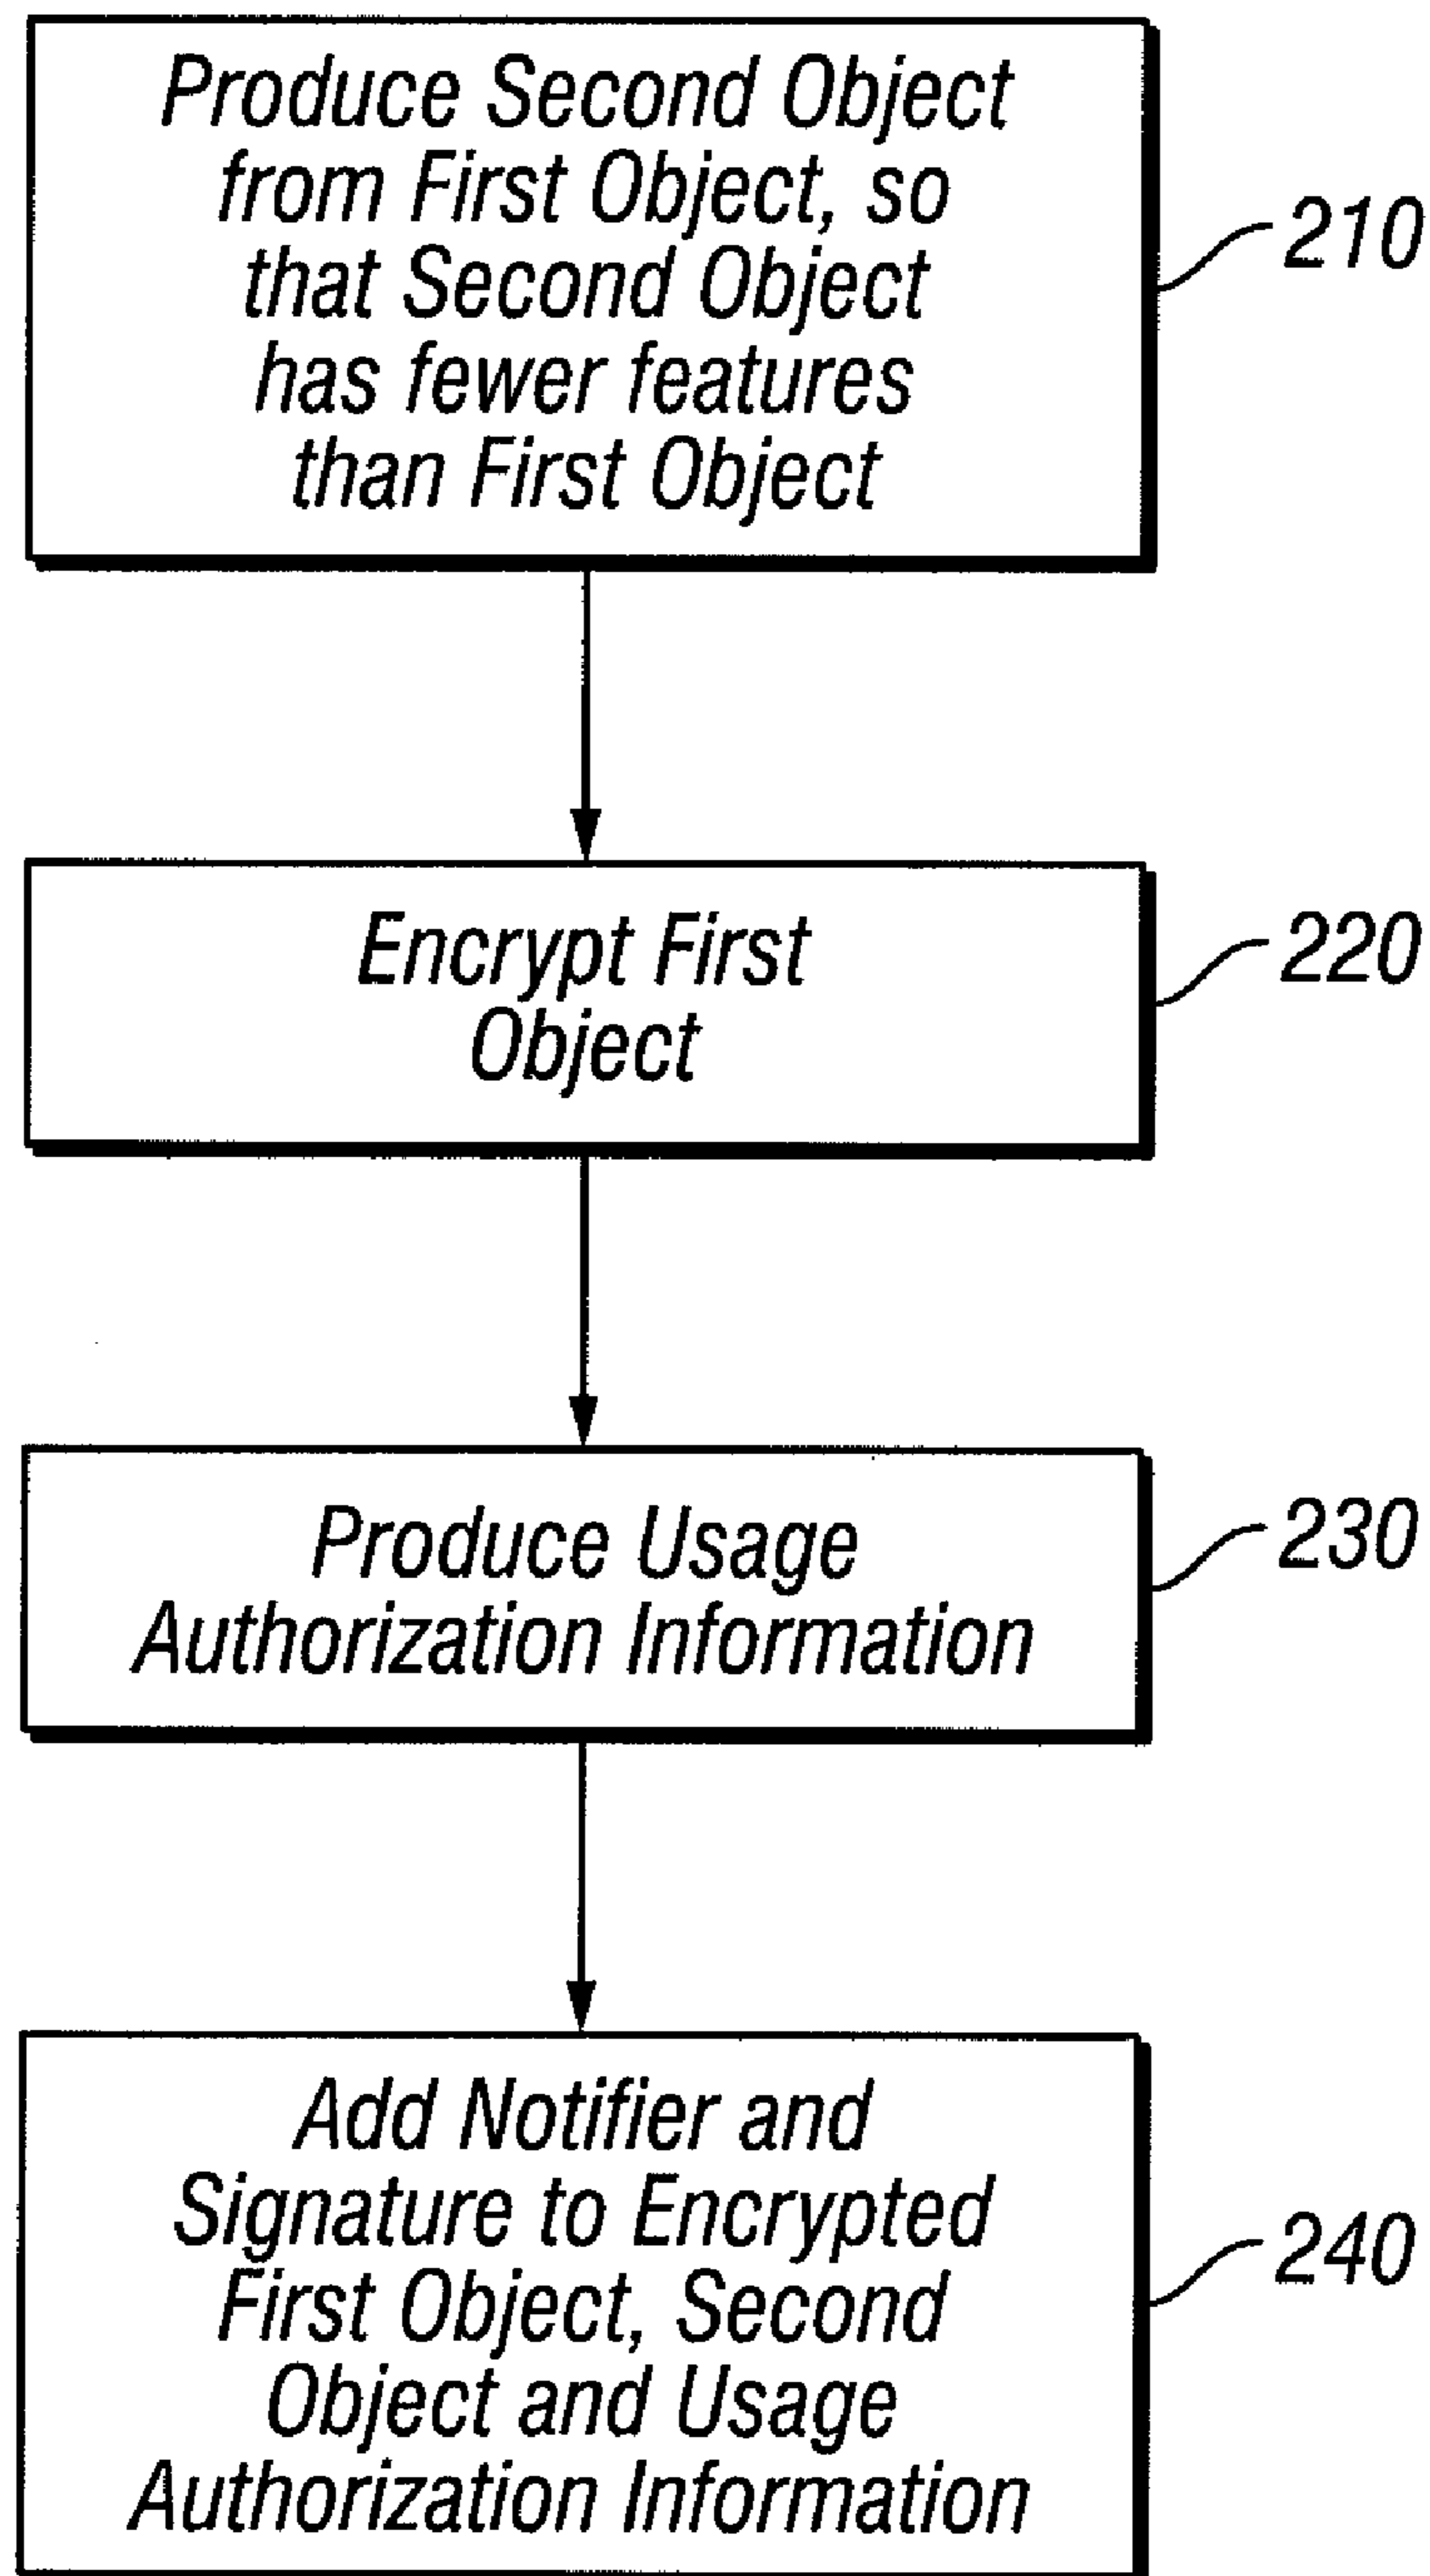 Produce Second Object
from First Object, so
that Second Object
has fewer features
than First Object
210
Encrypt First
Object
220
Produce Usage
Authorization Information
230
Add Notifier and
Signature to Encrypted
First Object, Second
Object and Usage
Authorization Information
240